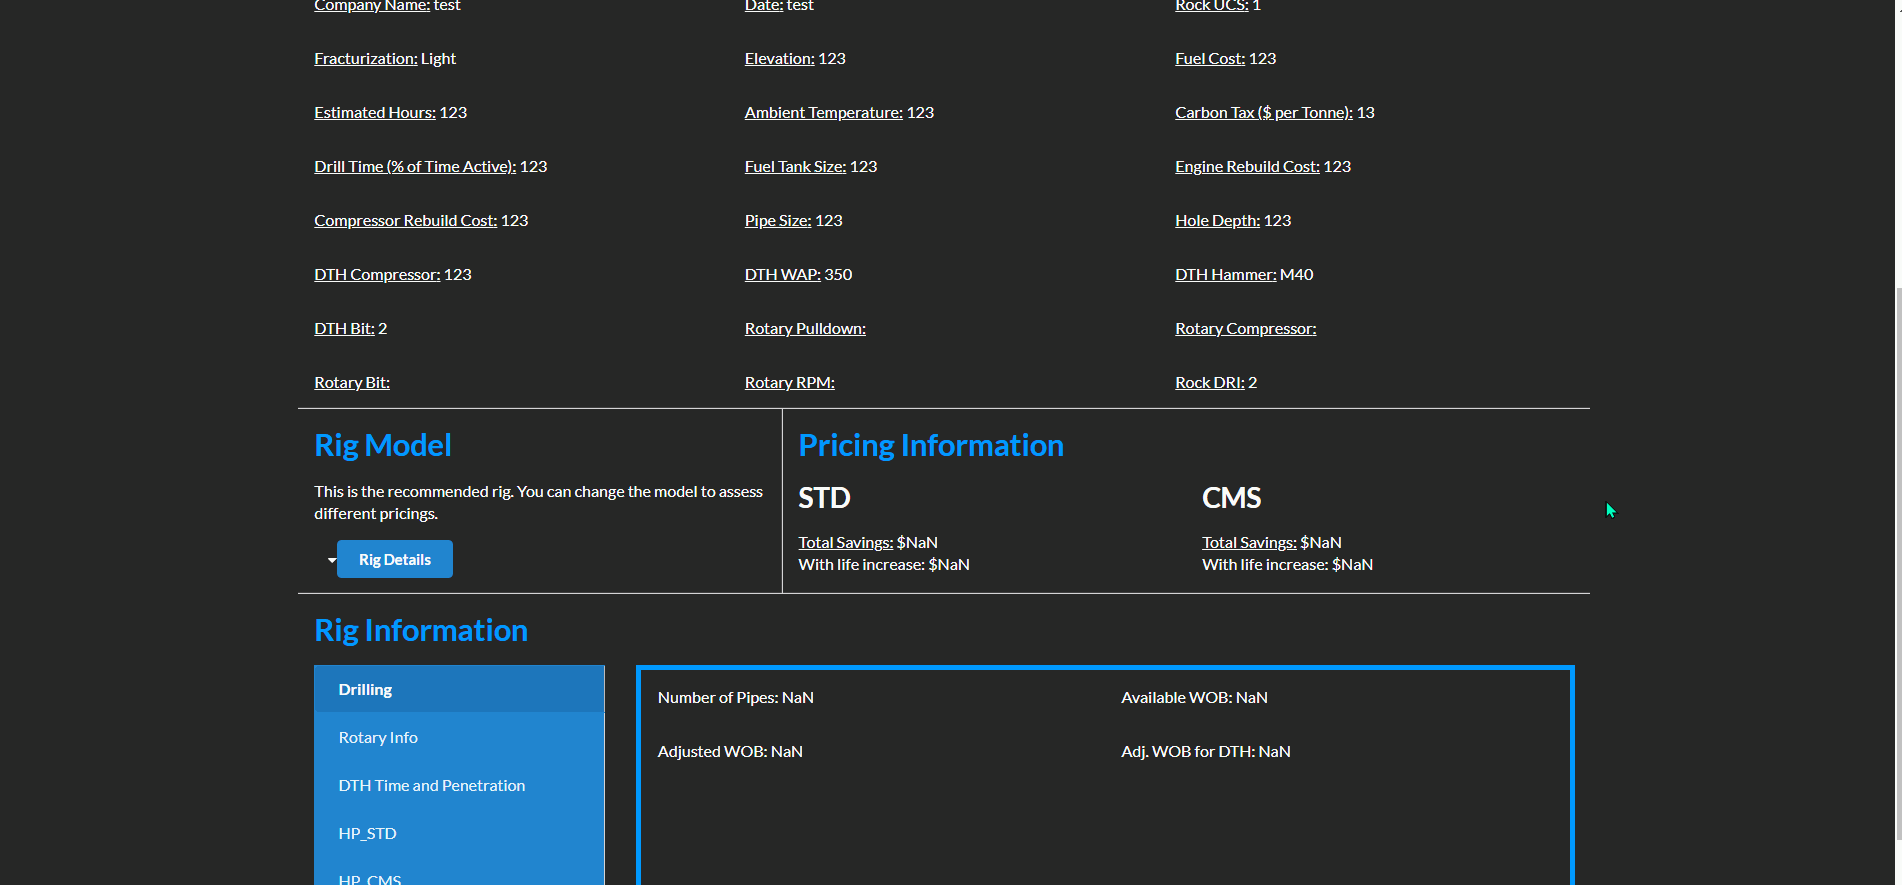 Company Name: test Date: test Rock UCS: 1
Fracturization: Light Elevation: 123 Fuel Cost: 123
Estimated Hours: 123 Ambient Temperature: 123 Carbon Tax ($ per Tonne): 13
Drill Time (% of Time Active): 123 Fuel Tank Size: 123 Engine Rebuild Cost: 123
Compressor Rebuild Cost: 123 Pipe Size: 123 Hole Depth: 123
DTH Compressor: 123 DTH WAP: 350 DTH Hammer: M40
DTH Bit: 2 Rotary Pulldown: Rotary Compressor:
Rotary Bit: Rotary RPM: Rock DRI: 2
Rig Model
This is the recommended rig. You can change the model to assess
different pricings.
Rig Details
Pricing Information
STD
Total Savings: $NaN
With life increase: $NaN
CMS
Total Savings: $NaN
With life increase: $NaN
Rig Information
Drilling
Rotary Info
DTH Time and Penetration
HP_STD
HP_CMS
Number of Pipes: NaN Available WOB: NaN
Adjusted WOB: NaN Adj. WOB for DTH: NaN